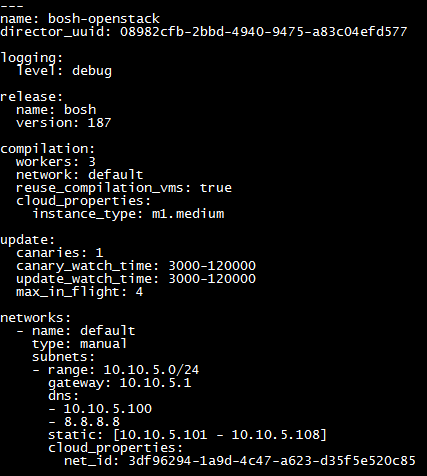 ---
name: bosh-openstack
director_uuid: 08982cfb-2bbd-4940-9475-a83c04efd577
logging:
  level: debug
release:
  name: bosh
  version: 187
compilation:
  workers: 3
  network: default
  reuse_compilation_vms: true
  cloud_properties:
    instance_type: m1.medium
update:
  canaries: 1
  canary_watch_time: 3000-120000
  update_watch_time: 3000-120000
  max_in_flight: 4
networks:
  - name: default
    type: manual
    subnets:
    - range: 10.10.5.0/24
      gateway: 10.10.5.1
      dns:
      - 10.10.5.100
      - 8.8.8.8
      static: [10.10.5.101 - 10.10.5.108]
      cloud_properties:
        net_id: 3df96294-1a9d-4c47-a623-d35f5e520c85